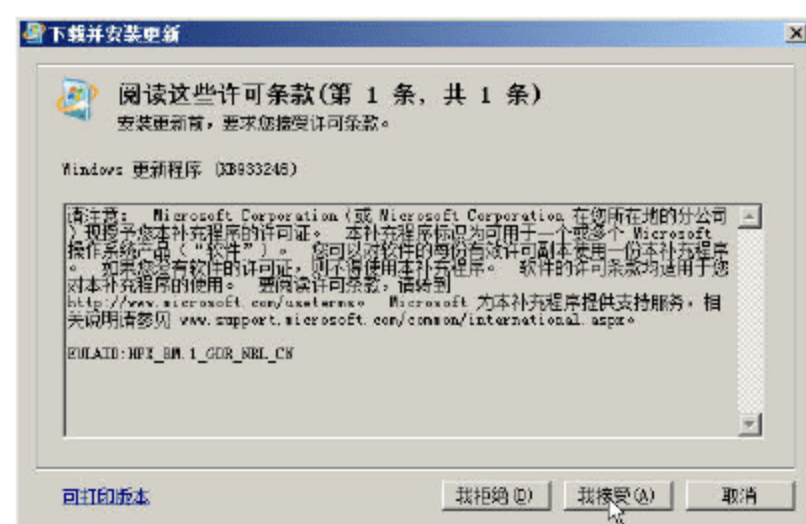 下载并安装更新
阅读这些许可条款(第 1 条, 共 1 条)
安装更新前，要求您接受许可条款。
Windows 更新程序 (KB933246)
请注意： Microsoft Corporation (或 Microsoft Corporation 在您所在地的分公司
) 现授予您本补充程序的许可证。 本补充程序标识为可用于一个或多个 Microsoft
操作系统产品 (“软件”) 。 您可以对软件的每份有效许可副本使用一份本补充程序
。 如果您没有软件的许可证，则不得使用本补充程序。 软件的许可条款均适用于您
对本补充程序的使用。 要阅读许可条款，请转到
http://www.microsoft.com/useterms。 Microsoft 为本补充程序提供支持服务，相
关说明请参见 www.support.microsoft.com/common/international.aspx。
EULAID:HPX_RM.1_GDR_NRL_CN
可打印版本
我拒绝(D)
我接受(A)
取消